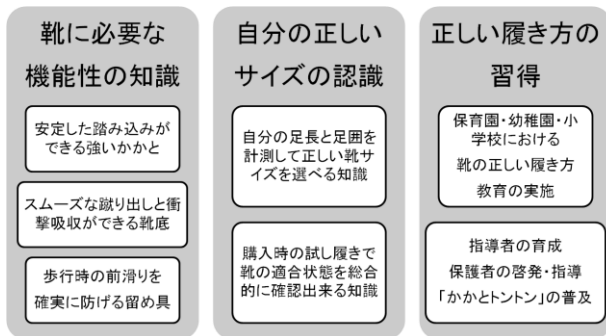 靴に必要な
機能性の知識
安定した踏み込みが
できる強いかかと
スムーズな蹴り出しと衝
撃吸収ができる靴底
歩行時の前滑りを
確実に防げる留め具
自分の正しい
サイズの認識
自分の足長と足囲を
計測して正しい靴サ
イズを選べる知識
購入時の試し履きで
靴の適合状態を総合
的に確認出来る知識
正しい履き方の
習得
保育園・幼稚園・小
学校における
靴の正しい履き方
教育の実施
指導者の育成
保護者の啓発・指導
「かかとトントン」の普及